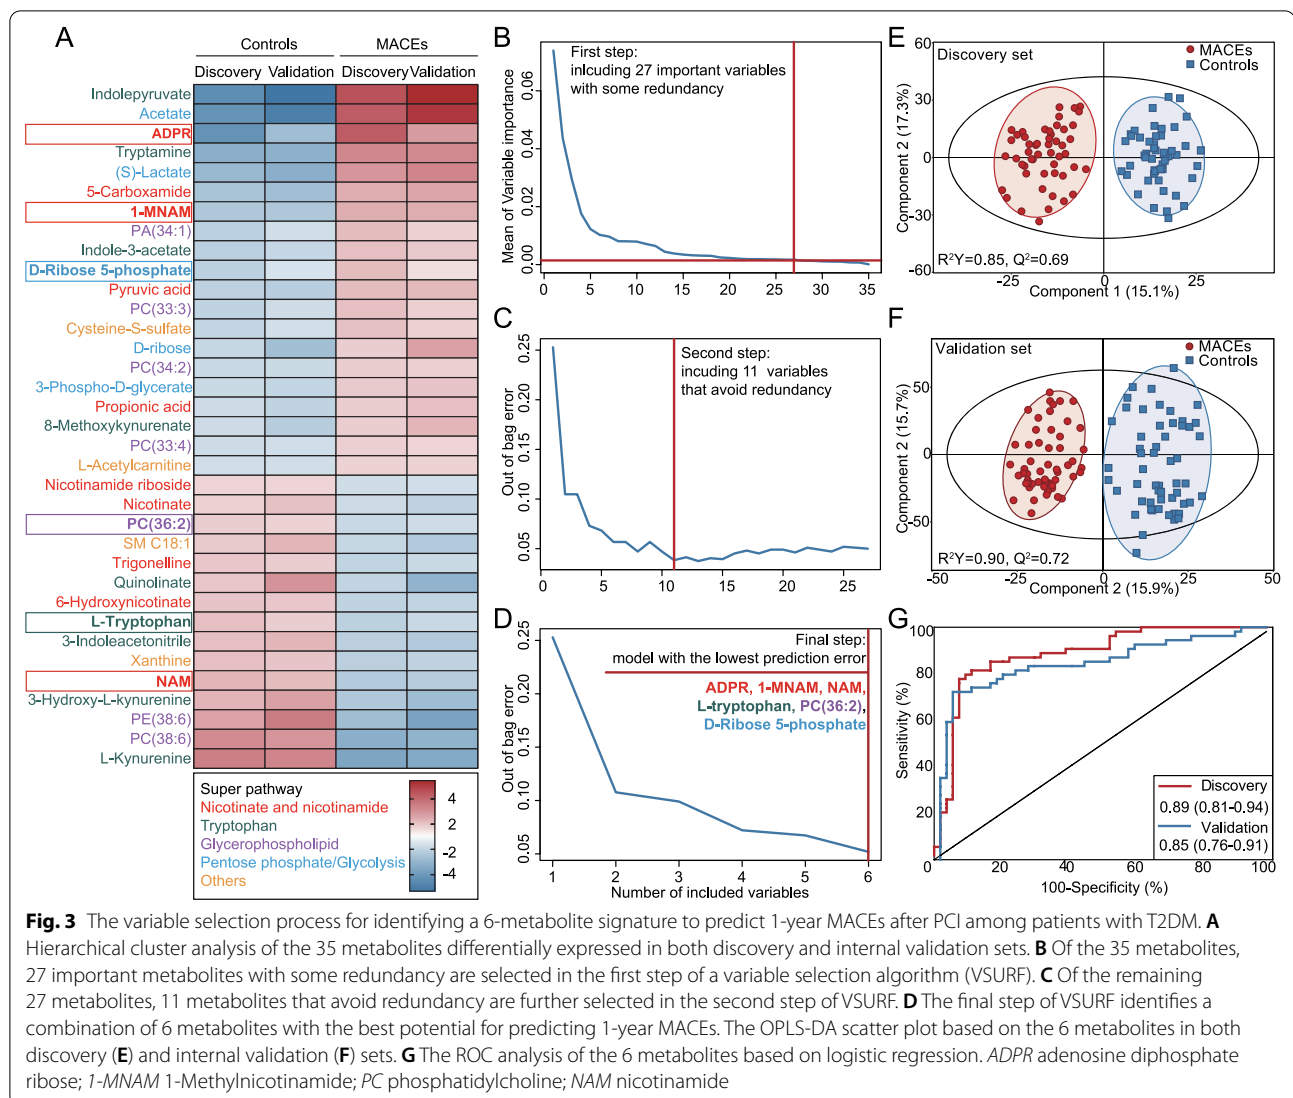 A
Controls MACEs
Discovery Validation Discovery Validation
Indolepyruvate
Acetate
ADPR
Tryptamine
(S)-Lactate
5-Carboxamide
1-MNAM
PA(34:1)
Indole-3-acetate
D-Ribose 5-phosphate
Pyruvic acid
PC(33:3)
Cysteine-S-sulfate
D-ribose
PC(34:2)
3-Phospho-D-glycerate
Propionic acid
8-Methoxykynurenate
PC(33:4)
L-Acetylcarnitine
Nicotinamide riboside
Nicotinate
PC(36:2)
SM C18:1
Trigonelline
Quinolinate
6-Hydroxynicotinate
L-Tryptophan
3-Indoleacetonitrile
Xanthine
NAM
3-Hydroxy-L-kynurenine
PE(38:6)
PC(38:6)
L-Kynurenine
Super pathway
Nicotinate and nicotinamide
Tryptophan
Glycerophospholipid
Pentose phosphate/Glycolysis
Others
4
2
-2
-4
B
First step:
inlcuding 27 important variables
with some redundancy
Mean of Variable importance
0.06
0.04
0.02
0.00
0 5 10 15 20 25 30 35
C
Second step:
incuding 11 variables
that avoid redundancy
Out of bag error
0.25
0.20
0.15
0.10
0.05
0 5 10 15 20 25
D
Final step:
model with the lowest prediction error
ADPR, 1-MNAM, NAM,
L-tryptophan, PC(36:2),
D-Ribose 5-phosphate
Out of bag error
0.25
0.20
0.15
0.10
0.05
1 2 3 4 5 6
Number of included variables
E
Discovery set
MACEs
Controls
Component 2 (17.3%)
60
30
0
-30
-60
R²Y=0.85, Q²=0.69
-25 0 25
Component 1 (15.1%)
F
Validation set
MACEs
Controls
Component 2 (15.7%)
50
0
-50
R²Y=0.90, Q²=0.72
-50 -25 0 25 50
Component 2 (15.9%)
G
Sensitivity (%)
100
80
60
40
20
0 20 40 60 80 100
100-Specificity (%)
Discovery
0.89 (0.81-0.94)
Validation
0.85 (0.76-0.91)
Fig. 3 The variable selection process for identifying a 6-metabolite signature to predict 1-year MACEs after PCI among patients with T2DM. A
Hierarchical cluster analysis of the 35 metabolites differentially expressed in both discovery and internal validation sets. B Of the 35 metabolites,
27 important metabolites with some redundancy are selected in the first step of a variable selection algorithm (VSURF). C Of the remaining
27 metabolites, 11 metabolites that avoid redundancy are further selected in the second step of VSURF. D The final step of VSURF identifies a
combination of 6 metabolites with the best potential for predicting 1-year MACEs. The OPLS-DA scatter plot based on the 6 metabolites in both
discovery (E) and internal validation (F) sets. G The ROC analysis of the 6 metabolites based on logistic regression. ADPR adenosine diphosphate
ribose; 1-MNAM 1-Methylnicotinamide; PC phosphatidylcholine; NAM nicotinamide